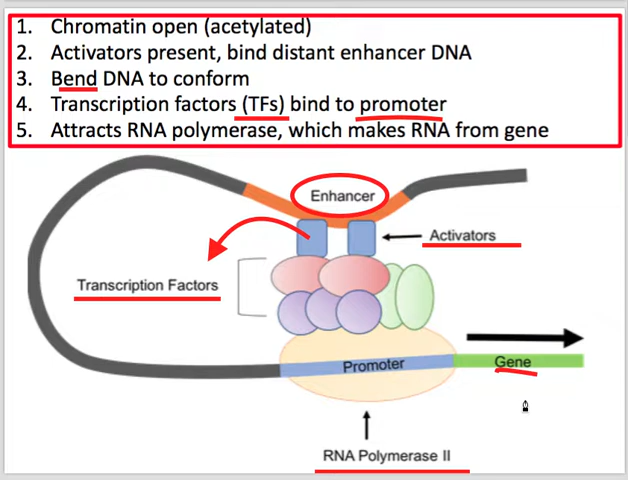 1. Chromatin open (acetylated)
2. Activators present, bind distant enhancer DNA
3. Bend DNA to conform
4. Transcription factors (TFs) bind to promoter
5. Attracts RNA polymerase, which makes RNA from gene
Enhancer
Activators
Transcription Factors
Promoter
Gene
RNA Polymerase II